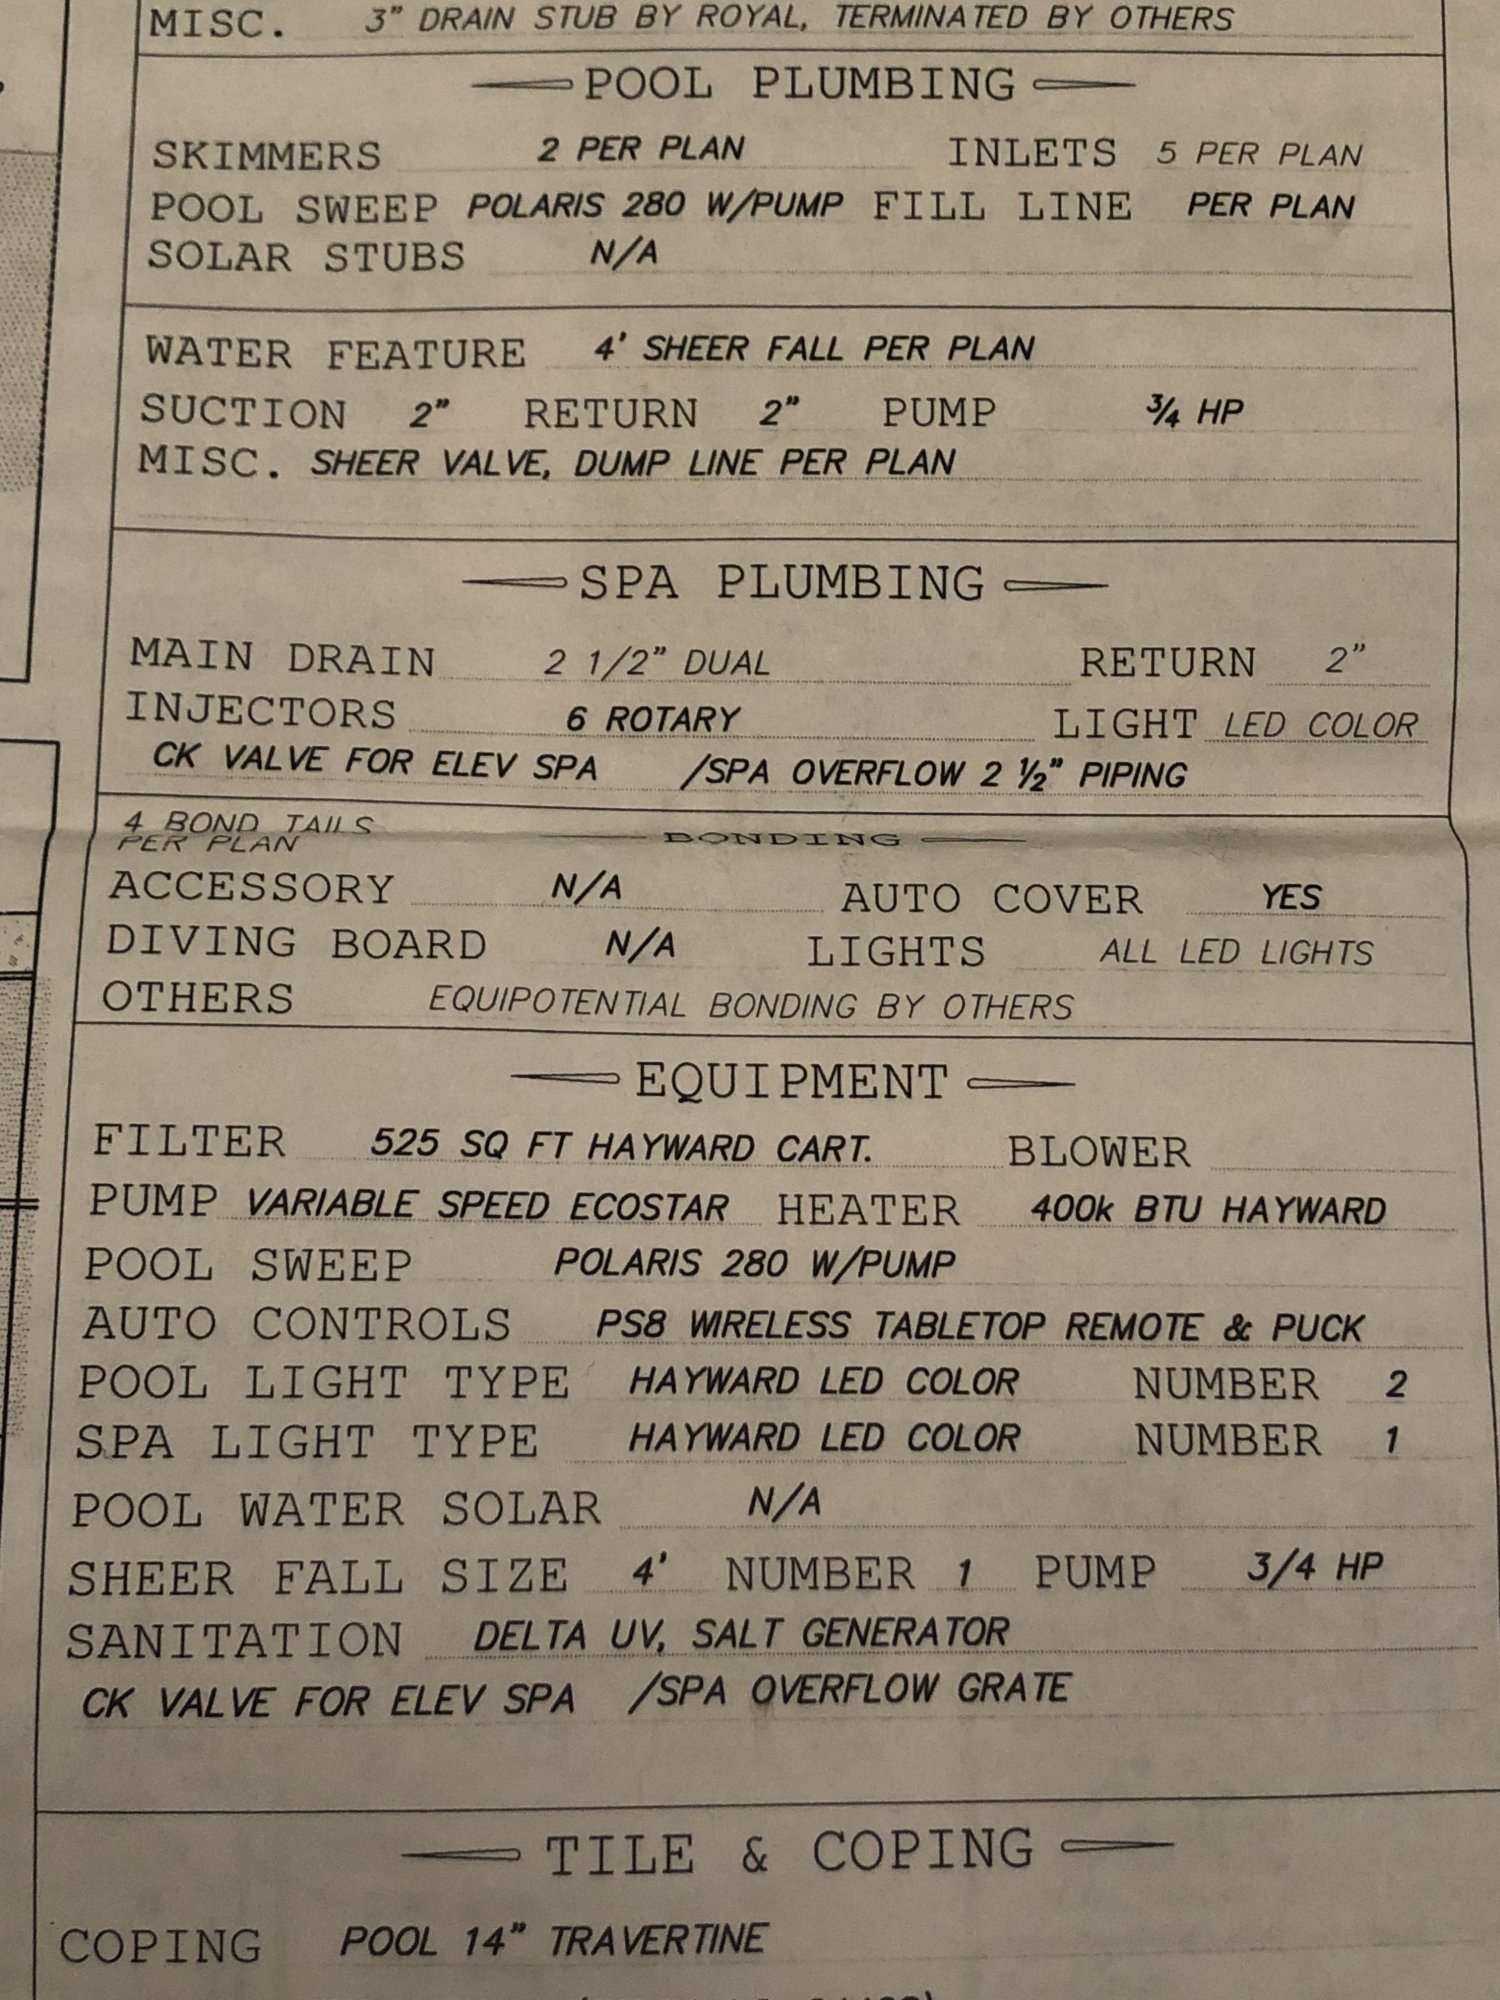 MISC. 3" DRAIN STUB BY ROYAL, TERMINATED BY OTHERS
POOL PLUMBING
SKIMMERS 2 PER PLAN INLETS 5 PER PLAN
POOL SWEEP POLARIS 280 W/PUMP FILL LINE PER PLAN
SOLAR STUBS N/A
WATER FEATURE 4' SHEER FALL PER PLAN
SUCTION 2" RETURN 2" PUMP ¾ HP
MISC. SHEER VALVE, DUMP LINE PER PLAN
SPA PLUMBING
MAIN DRAIN 2 1/2" DUAL RETURN 2"
INJECTORS 6 ROTARY LIGHT LED COLOR
CK VALVE FOR ELEV SPA /SPA OVERFLOW 2 ½" PIPING
4 BOND TAILS
PER PLAN BONDING
ACCESSORY N/A AUTO COVER YES
DIVING BOARD N/A LIGHTS ALL LED LIGHTS
OTHERS EQUIPOTENTIAL BONDING BY OTHERS
EQUIPMENT
FILTER 525 SQ FT HAYWARD CART. BLOWER
PUMP VARIABLE SPEED ECOSTAR HEATER 400k BTU HAYWARD
POOL SWEEP POLARIS 280 W/PUMP
AUTO CONTROLS PS8 WIRELESS TABLETOP REMOTE & PUCK
POOL LIGHT TYPE HAYWARD LED COLOR NUMBER 2
SPA LIGHT TYPE HAYWARD LED COLOR NUMBER 1
POOL WATER SOLAR N/A
SHEER FALL SIZE 4' NUMBER 1 PUMP 3/4 HP
SANITATION DELTA UV, SALT GENERATOR
CK VALVE FOR ELEV SPA /SPA OVERFLOW GRATE
TILE & COPING
COPING POOL 14" TRAVERTINE